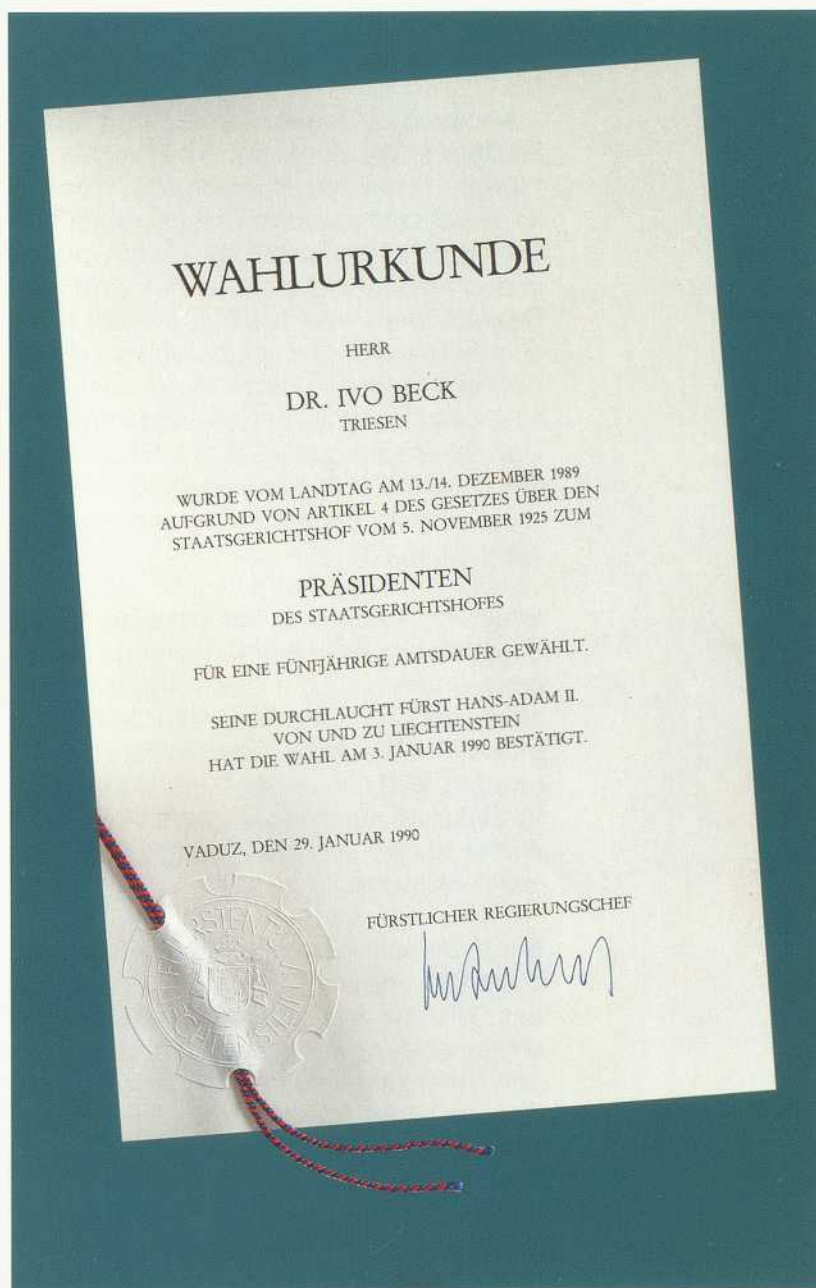 WAHLURKUNDE
HERR
DR. IVO BECK
TRIESEN
WURDE VOM LANDTAG AM 13./14. DEZEMBER 1989
AUFGRUND VON ARTIKEL 4 DES GESETZES ÜBER DEN
STAATSGERICHTSHOF VOM 5. NOVEMBER 1925 ZUM
PRÄSIDENTEN
DES STAATSGERICHTSHOFES
FÜR EINE FÜNFJÄHRIGE AMTSDAUER GEWÄHLT.
SEINE DURCHLAUCHT FÜRST HANS-ADAM II.
VON UND ZU LIECHTENSTEIN
HAT DIE WAHL AM 3. JANUAR 1990 BESTÄTIGT.
VADUZ, DEN 29. JANUAR 1990
FÜRSTLICHER REGIERUNGSCHEF
LIECHTENSTEIN